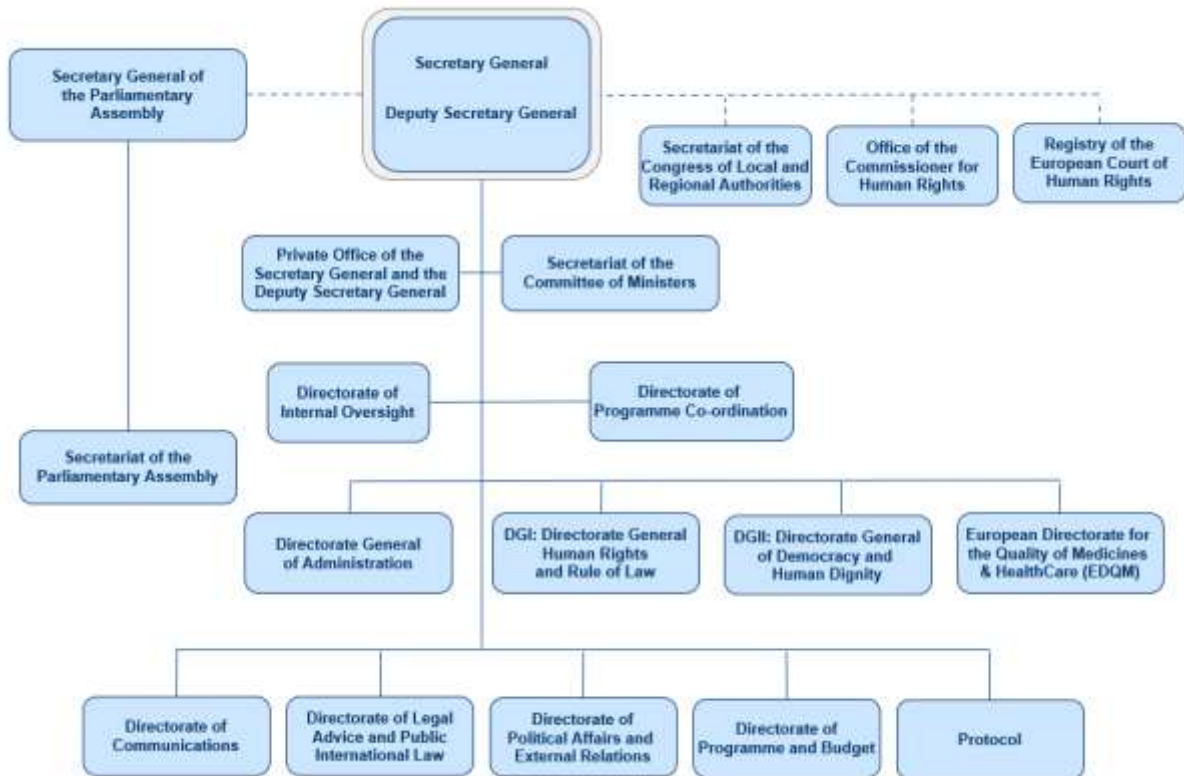 Secretary General
Deputy Secretary General
Secretary General of
the Parliamentary
Assembly
Secretariat of the
Congress of Local and
Regional Authorities
Office of the
Commissioner for
Human Rights
Registry of the
European Court of
Human Rights
Private Office of the
Secretary General and the
Deputy Secretary General
Secretariat of the
Committee of Ministers
Directorate of
Internal Oversight
Directorate of
Programme Co-ordination
Secretariat of the
Parliamentary Assembly
Directorate General
of Administration
DGI: Directorate General
Human Rights
and Rule of Law
DGII: Directorate General
of Democracy and
Human Dignity
European Directorate for
the Quality of Medicines
& HealthCare (EDQM)
Directorate of
Communications
Directorate of Legal
Advice and Public
International Law
Directorate of
Political Affairs and
External Relations
Directorate of
Programme and Budget
Protocol